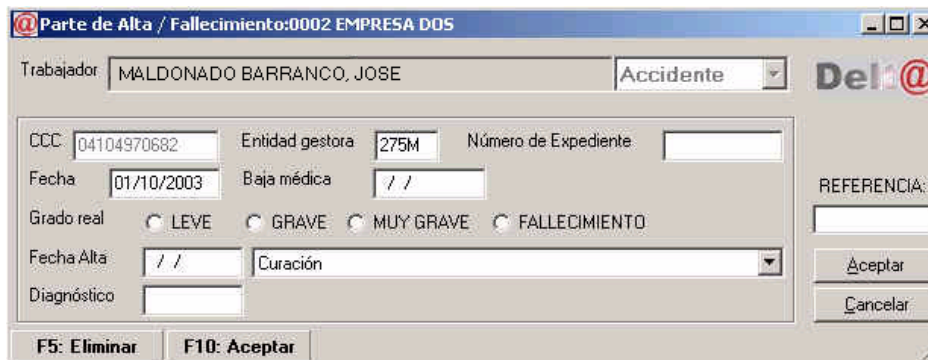 @ Parte de Alta / Fallecimiento:0002 EMPRESA DOS
Trabajador MALDONADO BARRANCO, JOSE Accidente
Delt@
CCC 04104970682 Entidad gestora 275M Número de Expediente
Fecha 01/10/2003 Baja médica / /
REFERENCIA:
Grado real LEVE GRAVE MUY GRAVE FALLECIMIENTO
Fecha Alta / / Curación
Aceptar
Diagnóstico
Cancelar
F5: Eliminar F10: Aceptar